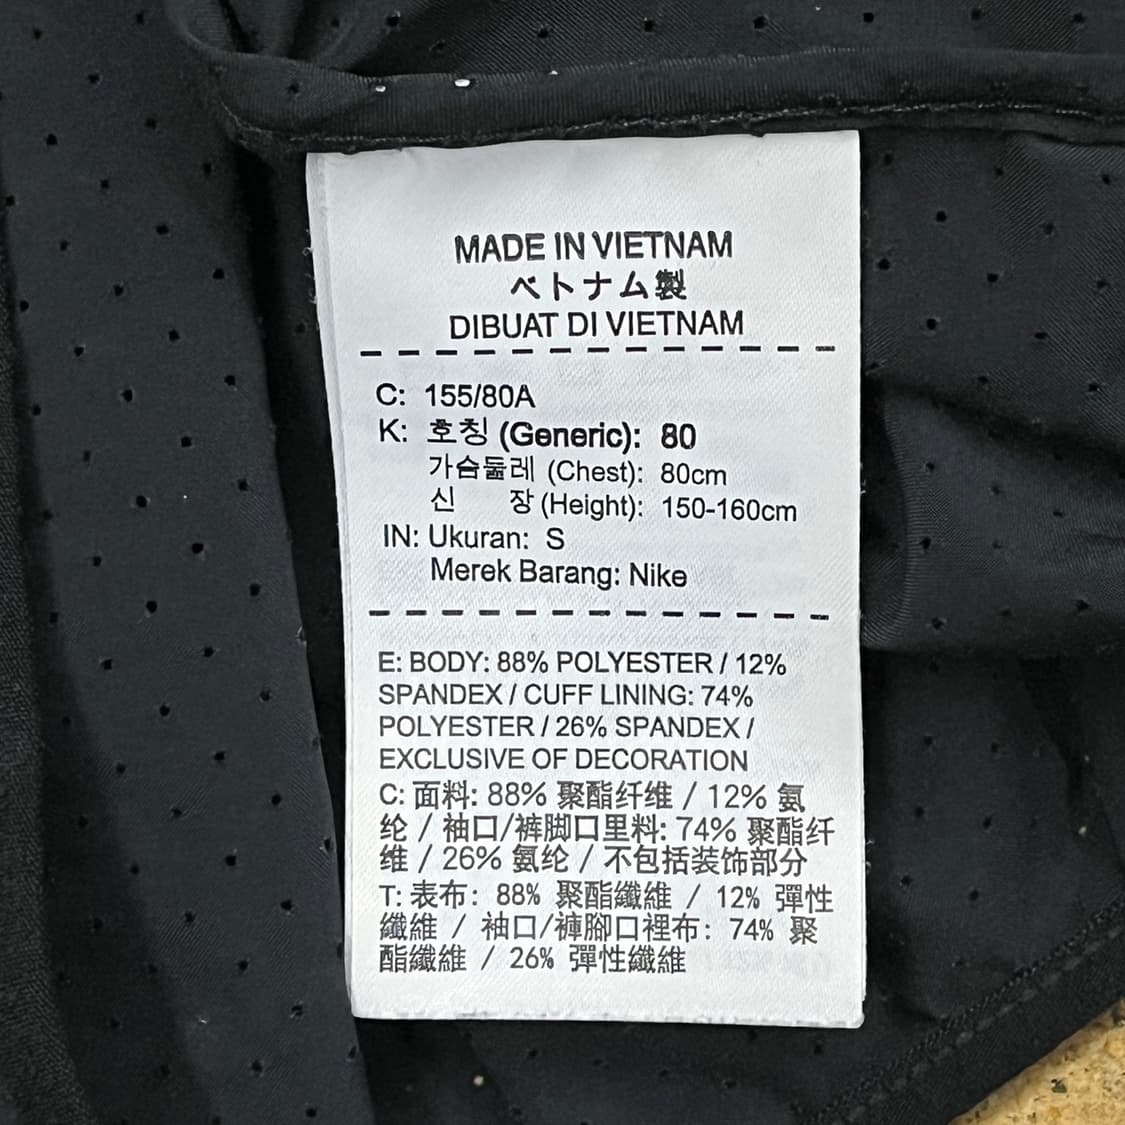 MADE IN VIETNAM
ベトナム製
DIBUAT DI VIETNAM
C: 155/80A
K: 호칭 (Generic): 80
가슴둘레 (Chest): 80cm
신 장 (Height): 150-160cm
IN: Ukuran: S
Merek Barang: Nike
E: BODY: 88% POLYESTER / 12%
SPANDEX / CUFF LINING: 74%
POLYESTER / 26% SPANDEX /
EXCLUSIVE OF DECORATION
C: 面料: 88% 聚酯纤维 / 12% 氨
纶 / 袖口/裤脚口里料: 74% 聚酯纤
维 / 26% 氨纶 / 不包括装饰部分
T: 表布: 88% 聚酯纖維 / 12% 彈性
纖維 / 袖口/褲腳口裡布: 74% 聚
酯纖維 / 26% 彈性纖維